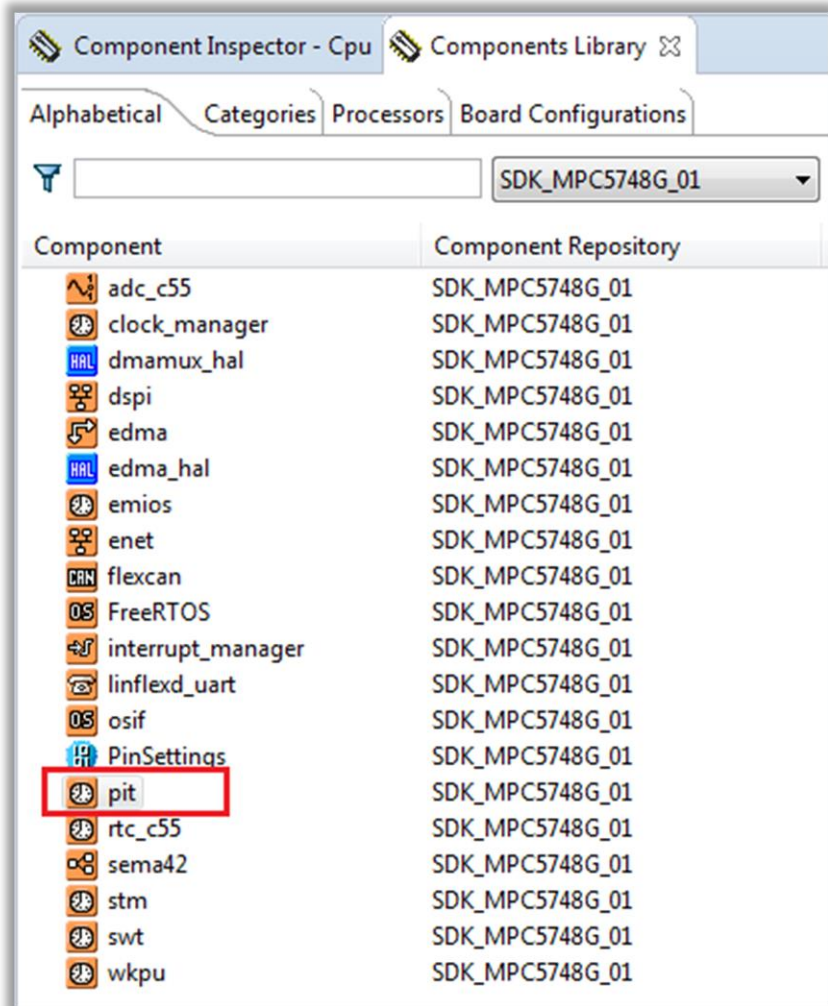 Component Inspector - Cpu Components Library
Alphabetical Categories Processors Board Configurations
SDK_MPC5748G_01
Component Component Repository
adc_c55 SDK_MPC5748G_01
clock_manager SDK_MPC5748G_01
HAL dmamux_hal SDK_MPC5748G_01
dspi SDK_MPC5748G_01
edma SDK_MPC5748G_01
HAL edma_hal SDK_MPC5748G_01
emios SDK_MPC5748G_01
enet SDK_MPC5748G_01
CAN flexcan SDK_MPC5748G_01
OS FreeRTOS SDK_MPC5748G_01
interrupt_manager SDK_MPC5748G_01
linflexd_uart SDK_MPC5748G_01
OS osif SDK_MPC5748G_01
PinSettings SDK_MPC5748G_01
pit SDK_MPC5748G_01
rtc_c55 SDK_MPC5748G_01
sema42 SDK_MPC5748G_01
stm SDK_MPC5748G_01
swt SDK_MPC5748G_01
wkpu SDK_MPC5748G_01